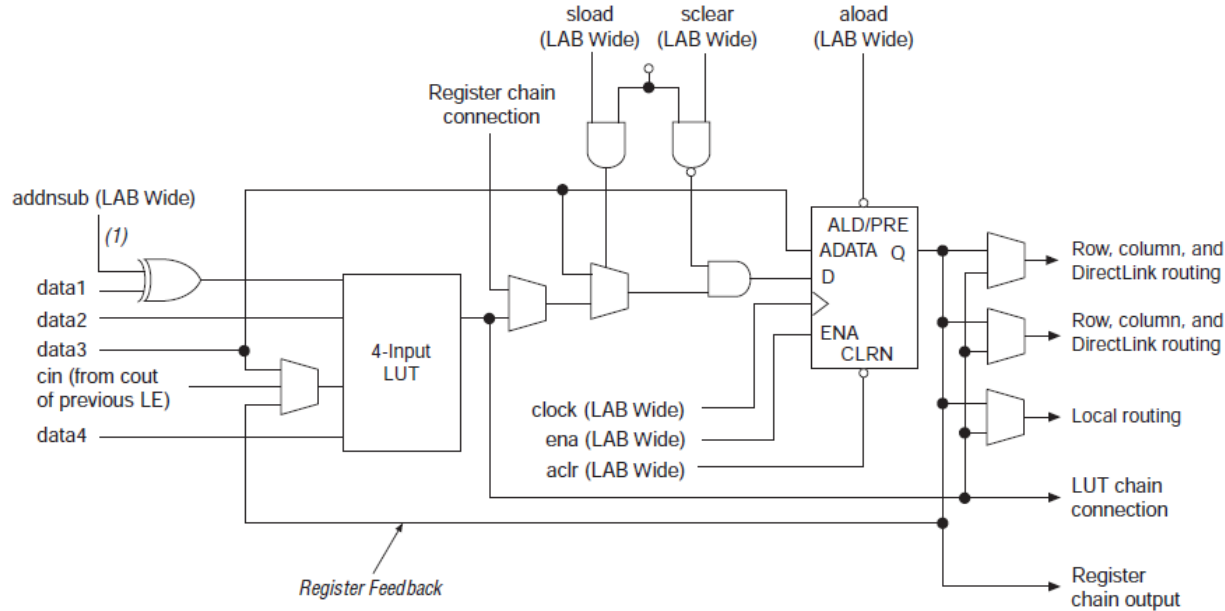 sload
(LAB Wide)
sclear
(LAB Wide)
aload
(LAB Wide)
Register chain
connection
addnsub (LAB Wide)
(1)
data1
data2
data3
cin (from cout
of previous LE)
data4
4-Input
LUT
ALD/PRE
ADATA Q
D
ENA
CLRN
clock (LAB Wide)
ena (LAB Wide)
aclr (LAB Wide)
Row, column, and
DirectLink routing
Row, column, and
DirectLink routing
Local routing
LUT chain
connection
Register
chain output
Register Feedback